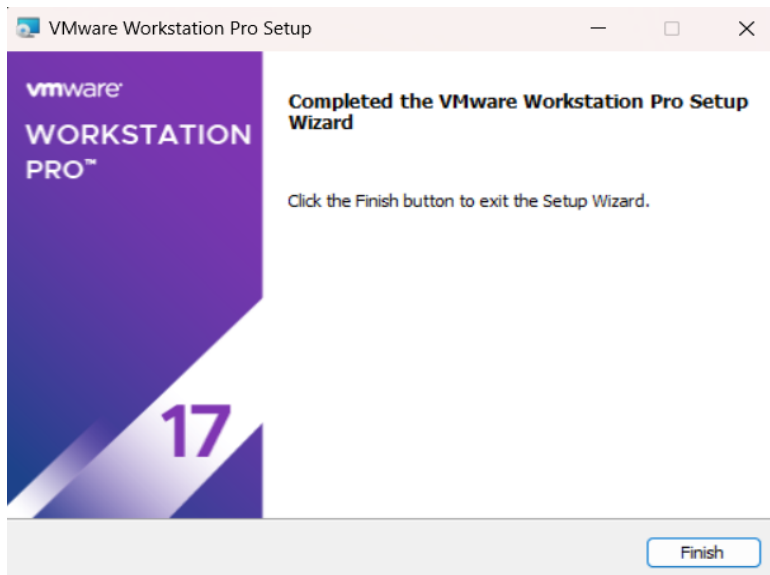 VMware Workstation Pro Setup
vmware®
WORKSTATION
PRO™
17
Completed the VMware Workstation Pro Setup
Wizard
Click the Finish button to exit the Setup Wizard.
Finish